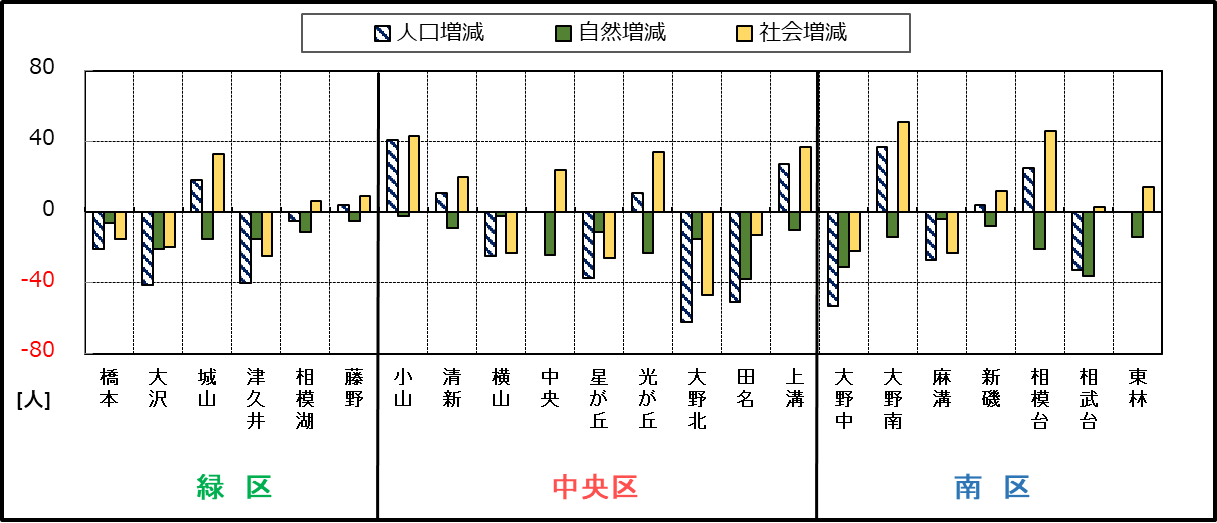 人口増減 自然増減 社会増減
80
40
0
-40
-80
[人]
橋本 大沢 城山 津久井 相模湖 藤野 小山 清新 横山 中央 星が丘 光が丘 大野北 田名 上溝 大野中 大野南 麻溝 新磯 相模台 相武台 東林
緑 区 中央区 南 区